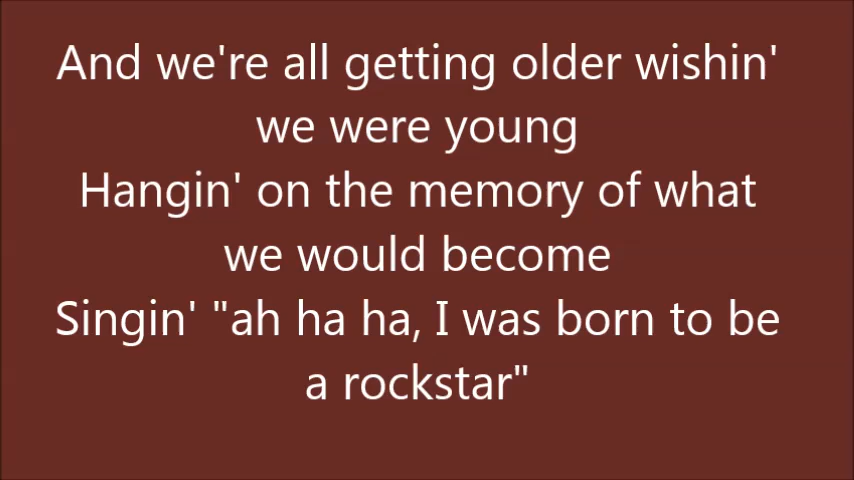 And we're all getting older wishin'
we were young
Hangin' on the memory of what
we would become
Singin' "ah ha ha, I was born to be
a rockstar"